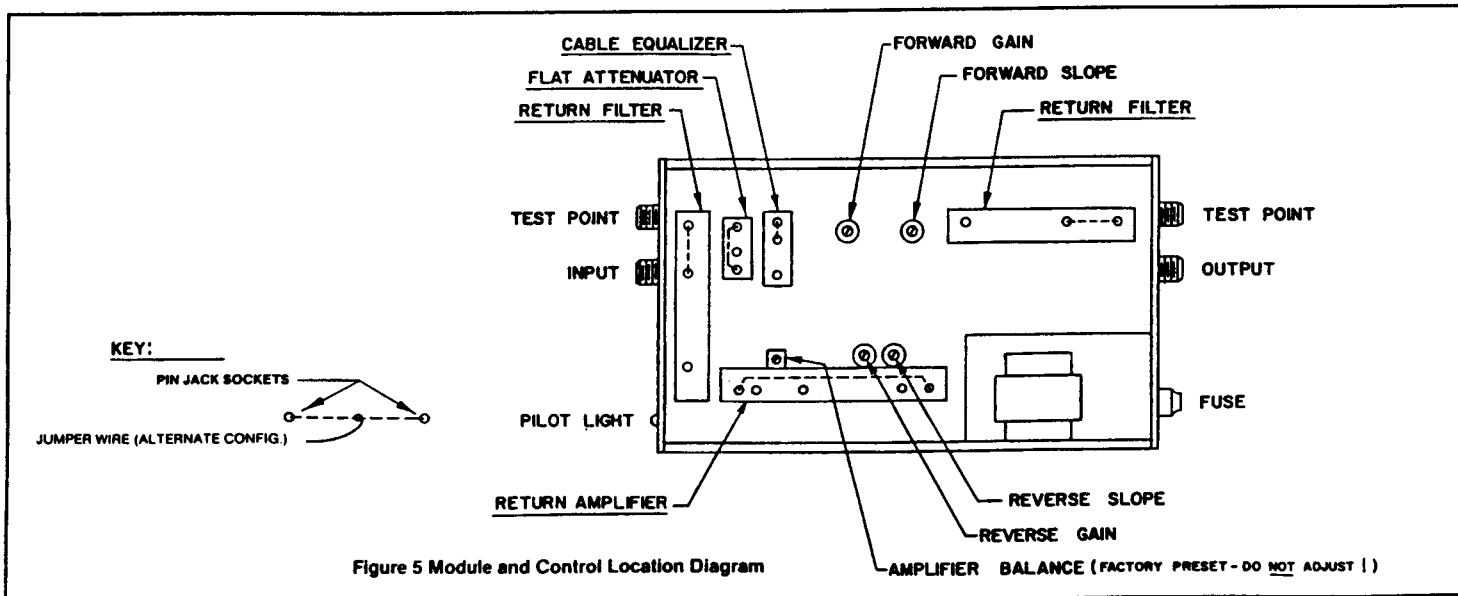 CABLE EQUALIZER
FORWARD GAIN
FLAT ATTENUATOR
FORWARD SLOPE
RETURN FILTER
RETURN FILTER
TEST POINT
TEST POINT
INPUT
OUTPUT
KEY:
PIN JACK SOCKETS
JUMPER WIRE (ALTERNATE CONFIG.)
PILOT LIGHT
FUSE
RETURN AMPLIFIER
REVERSE SLOPE
REVERSE GAIN
Figure 5 Module and Control Location Diagram
AMPLIFIER BALANCE (FACTORY PRESET - DO NOT ADJUST !)